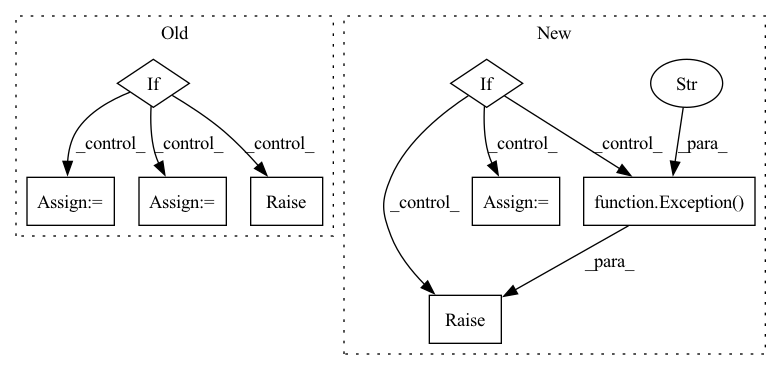 Old
New
If
If
Str
_control_
_control_
_control_
_control_
_control_
_para_
Assign:=
Assign:=
Raise
_control_
Assign:=
function.Exception()
_para_
Raise